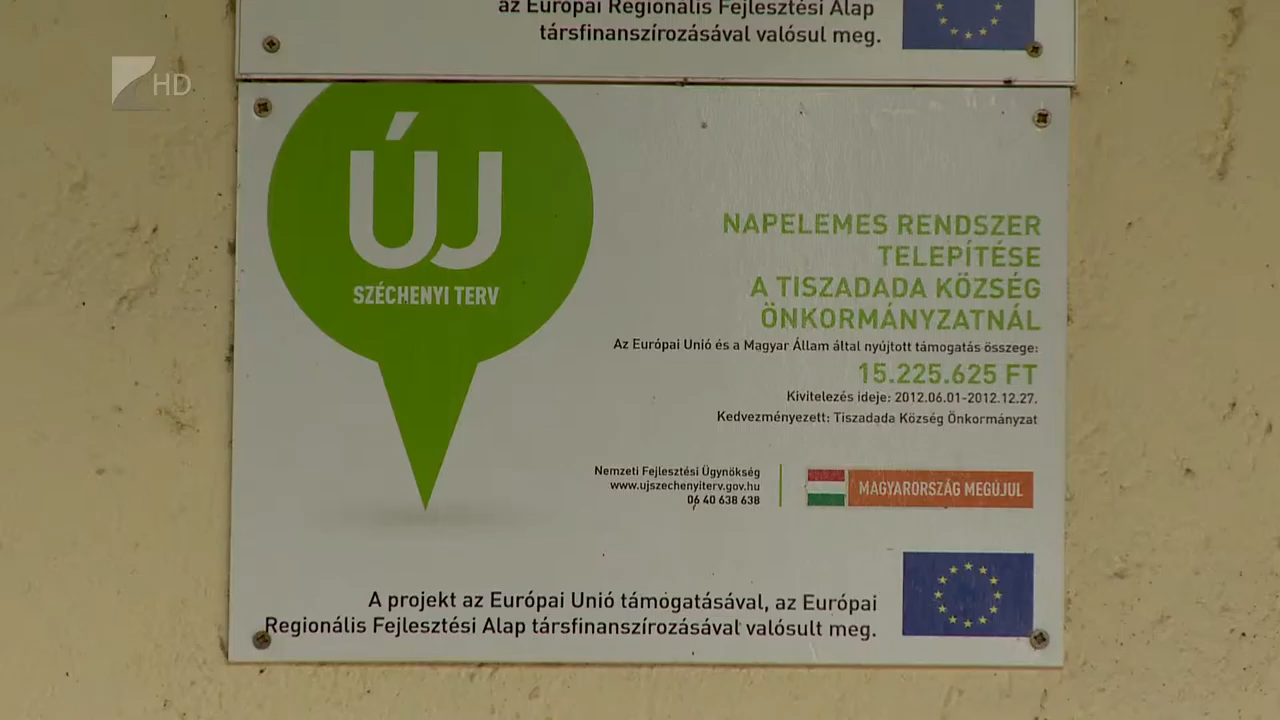 az Európai Regionális Fejlesztési Alap
társfinanszírozásával valósul meg.
HD
ÚJ
SZÉCHENYI TERV
NAPELEMES RENDSZER
TELEPÍTÉSE
A TISZADADA KÖZSÉG
ÖNKORMÁNYZATNÁL
Az Európai Unió és a Magyar Állam által nyújtott támogatás összege:
15.225.625 FT
Kivitelezés ideje: 2012.06.01-2012.12.27.
Kedvezményezett: Tiszadada Község Önkormányzat
Nemzeti Fejlesztési Ügynökség
www.ujszechenyiterv.gov.hu
06 40 638 638
MAGYARORSZÁG MEGÚJUL
A projekt az Európai Unió támogatásával, az Európai
Regionális Fejlesztési Alap társfinanszírozásával valósult meg.